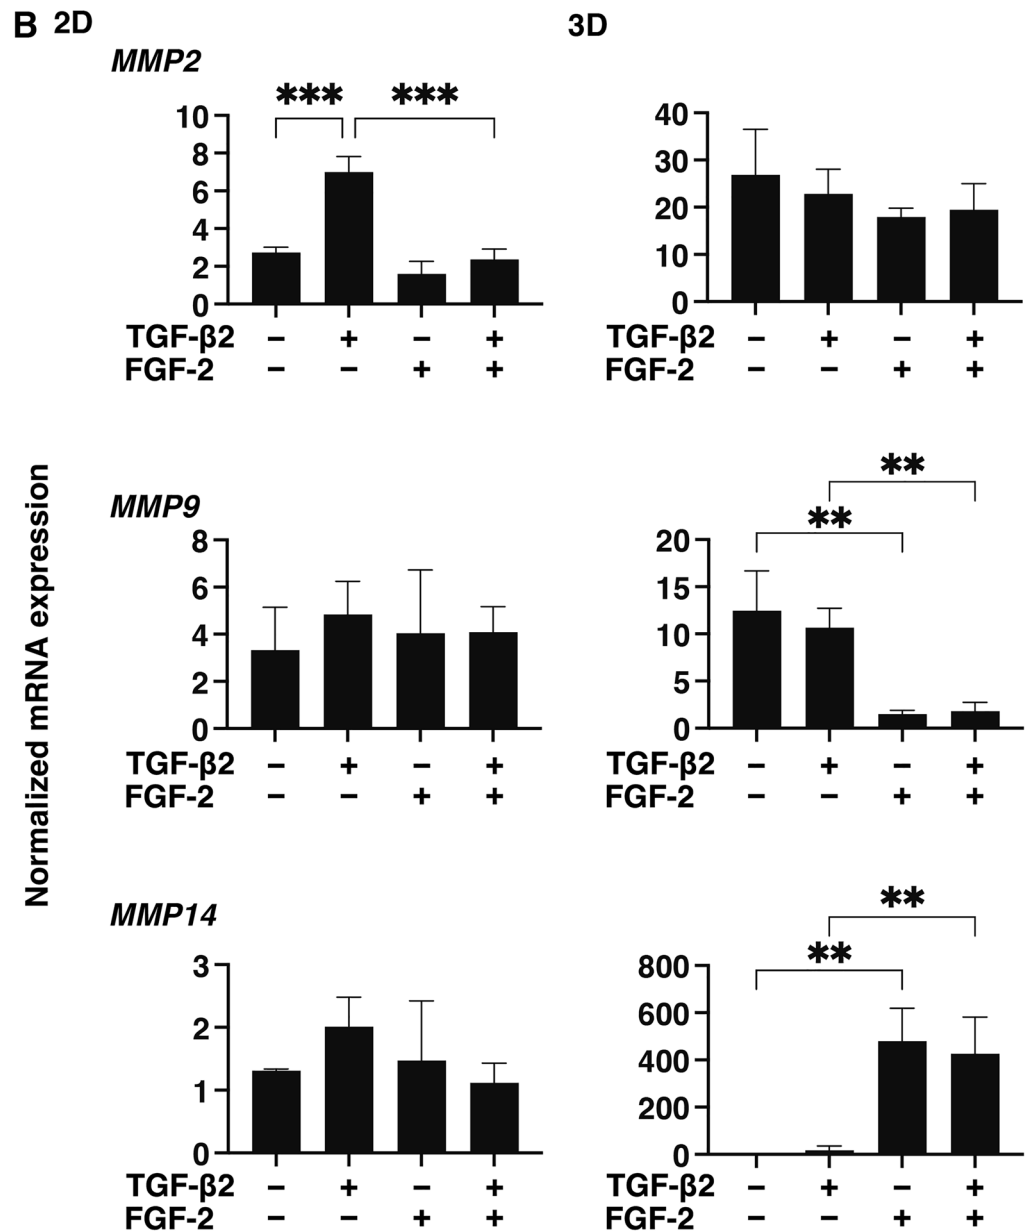 B 2D
3D
MMP2
*** ***
10
8
6
4
2
0
TGF-β2 − + − +
FGF-2 − − + +
40
30
20
10
0
TGF-β2 − + − +
FGF-2 − − + +
Normalized mRNA expression
MMP9
8
6
4
2
0
TGF-β2 − + − +
FGF-2 − − + +
**
**
20
15
10
5
0
TGF-β2 − + − +
FGF-2 − − + +
MMP14
3
2
1
0
TGF-β2 − + − +
FGF-2 − − + +
**
**
800
600
400
200
0
TGF-β2 − + − +
FGF-2 − − + +